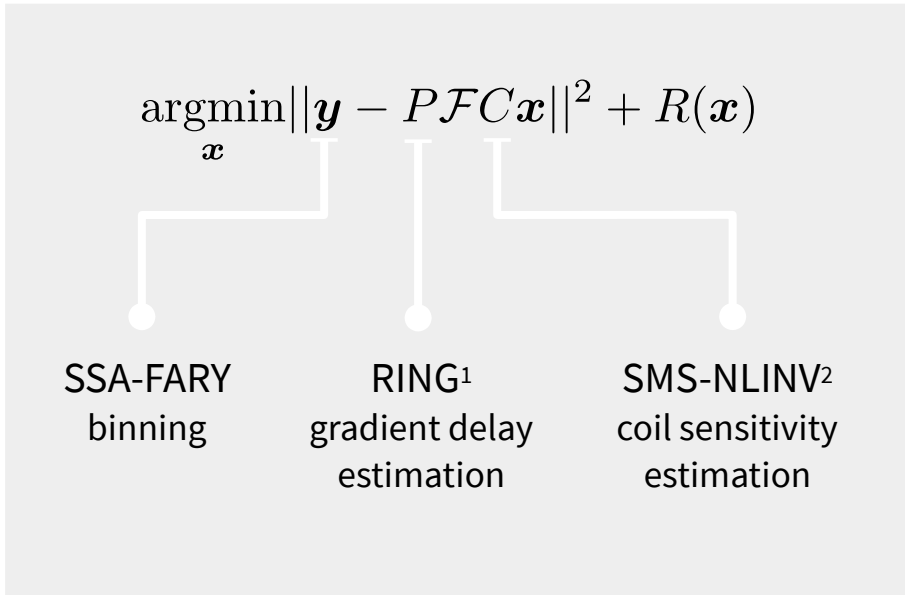 argmin||y − PℱCx||² + R(x)
x
SSA-FARY RING¹ SMS-NLINV²
binning gradient delay coil sensitivity
estimation estimation